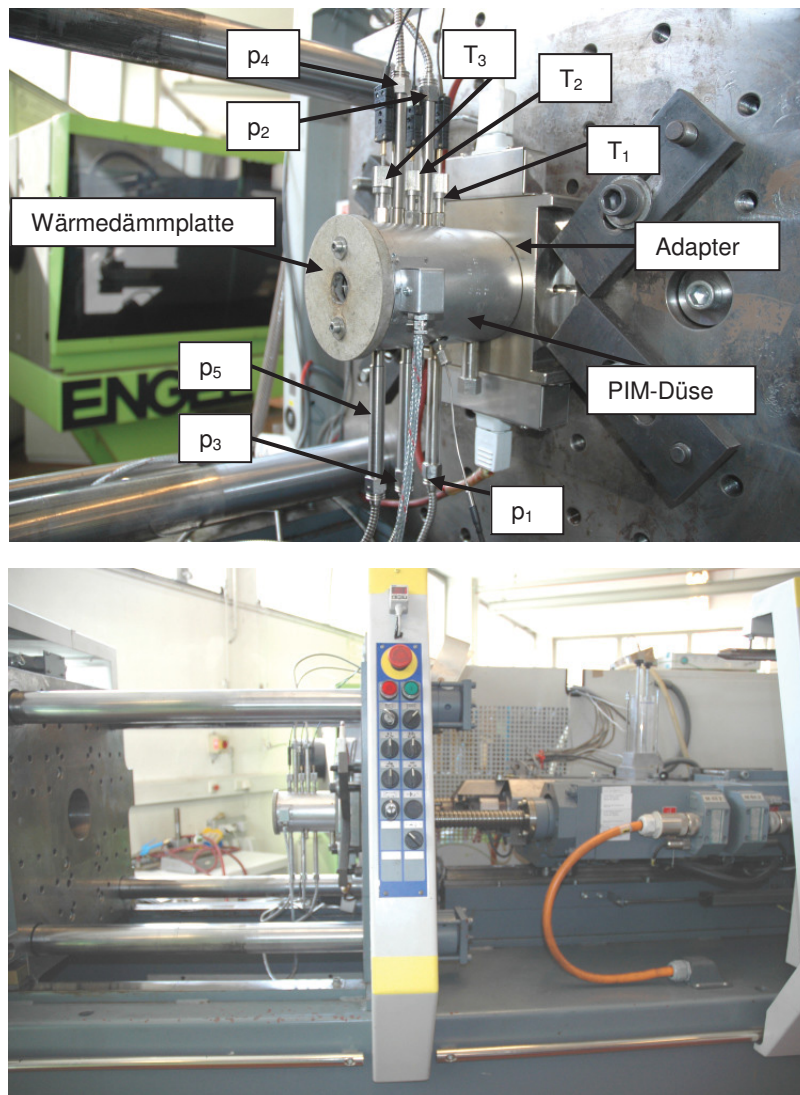 p4
T3
p2
T2
T1
Wärmedämmplatte
Adapter
p5
PIM-Düse
ENGEL
p3
p1